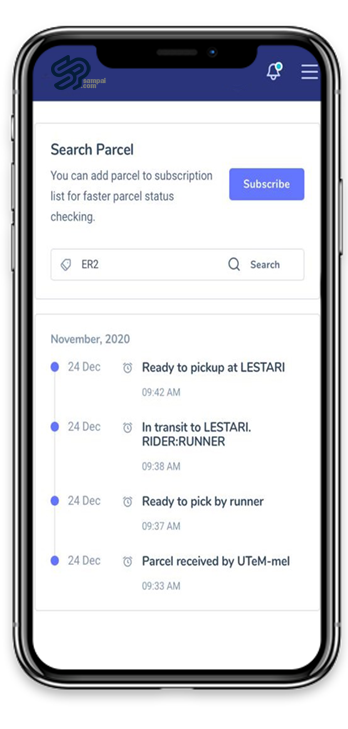 SP
sampai
.com
Search Parcel
You can add parcel to subscription
list for faster parcel status
checking.
Subscribe
ER2
Search
November, 2020
24 Dec
Ready to pickup at LESTARI
09:42 AM
24 Dec
In transit to LESTARI.
RIDER:RUNNER
09:38 AM
24 Dec
Ready to pick by runner
09:37 AM
24 Dec
Parcel received by UTeM-mel
09:33 AM